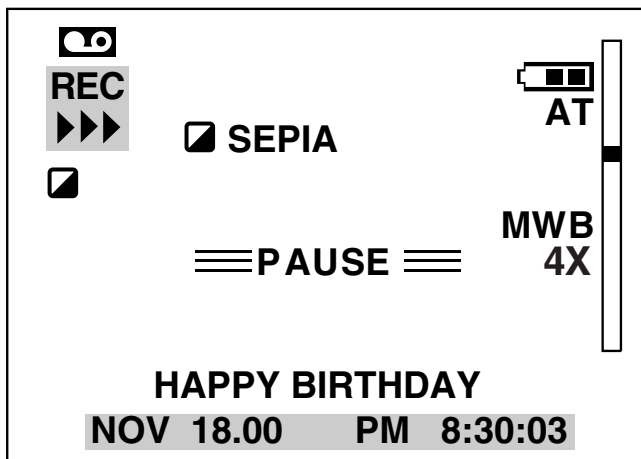 REC
AT
SEPIA
MWB
PAUSE
4X
HAPPY BIRTHDAY
NOV 18.00 PM 8:30:03